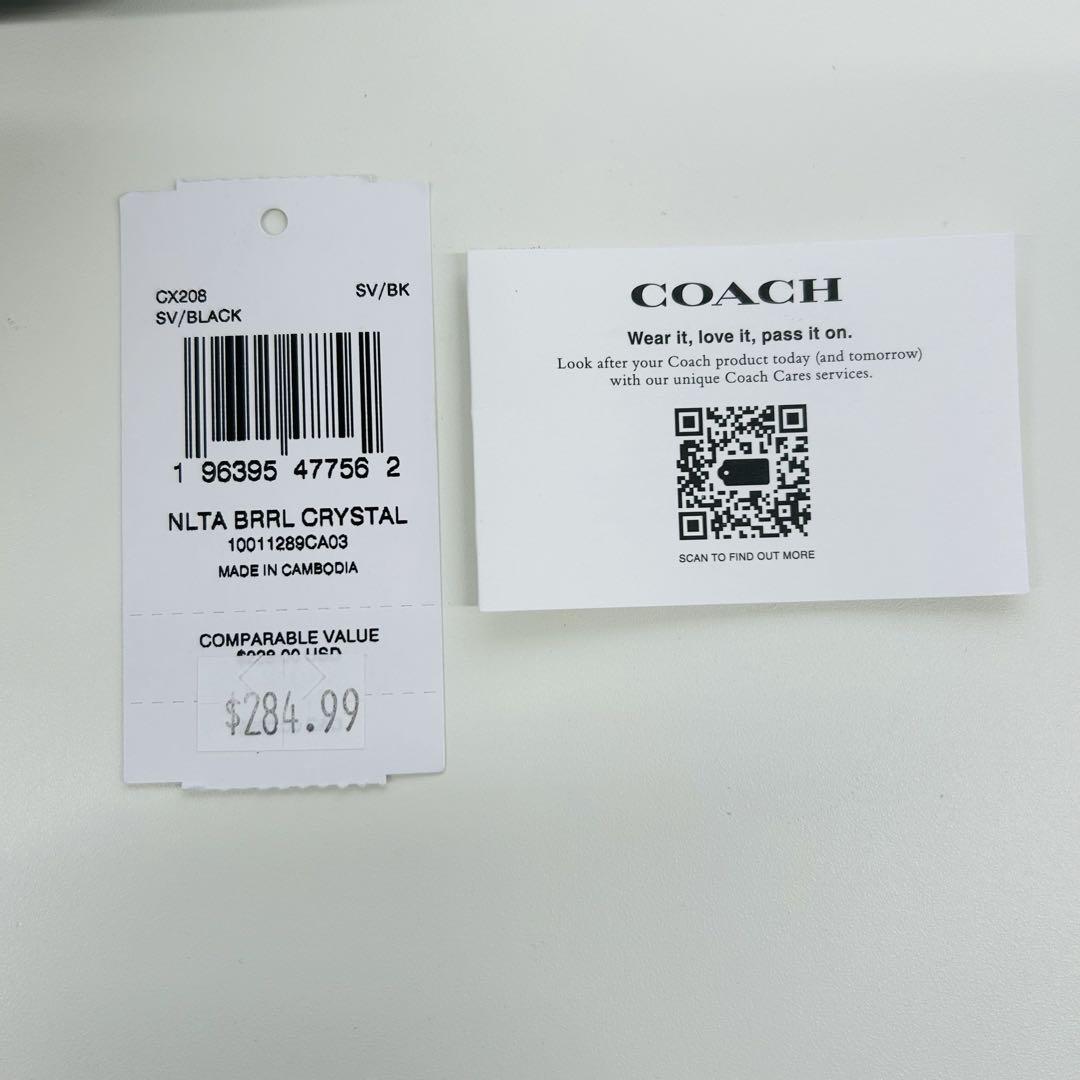 CX208
SV/BK
SV/BLACK
1 96395 47756 2
NLTA BRRL CRYSTAL
10011289CA03
MADE IN CAMBODIA
COMPARABLE VALUE
$284.99
COACH
Wear it, love it, pass it on.
Look after your Coach product today (and tomorrow)
with our unique Coach Cares services.
SCAN TO FIND OUT MORE